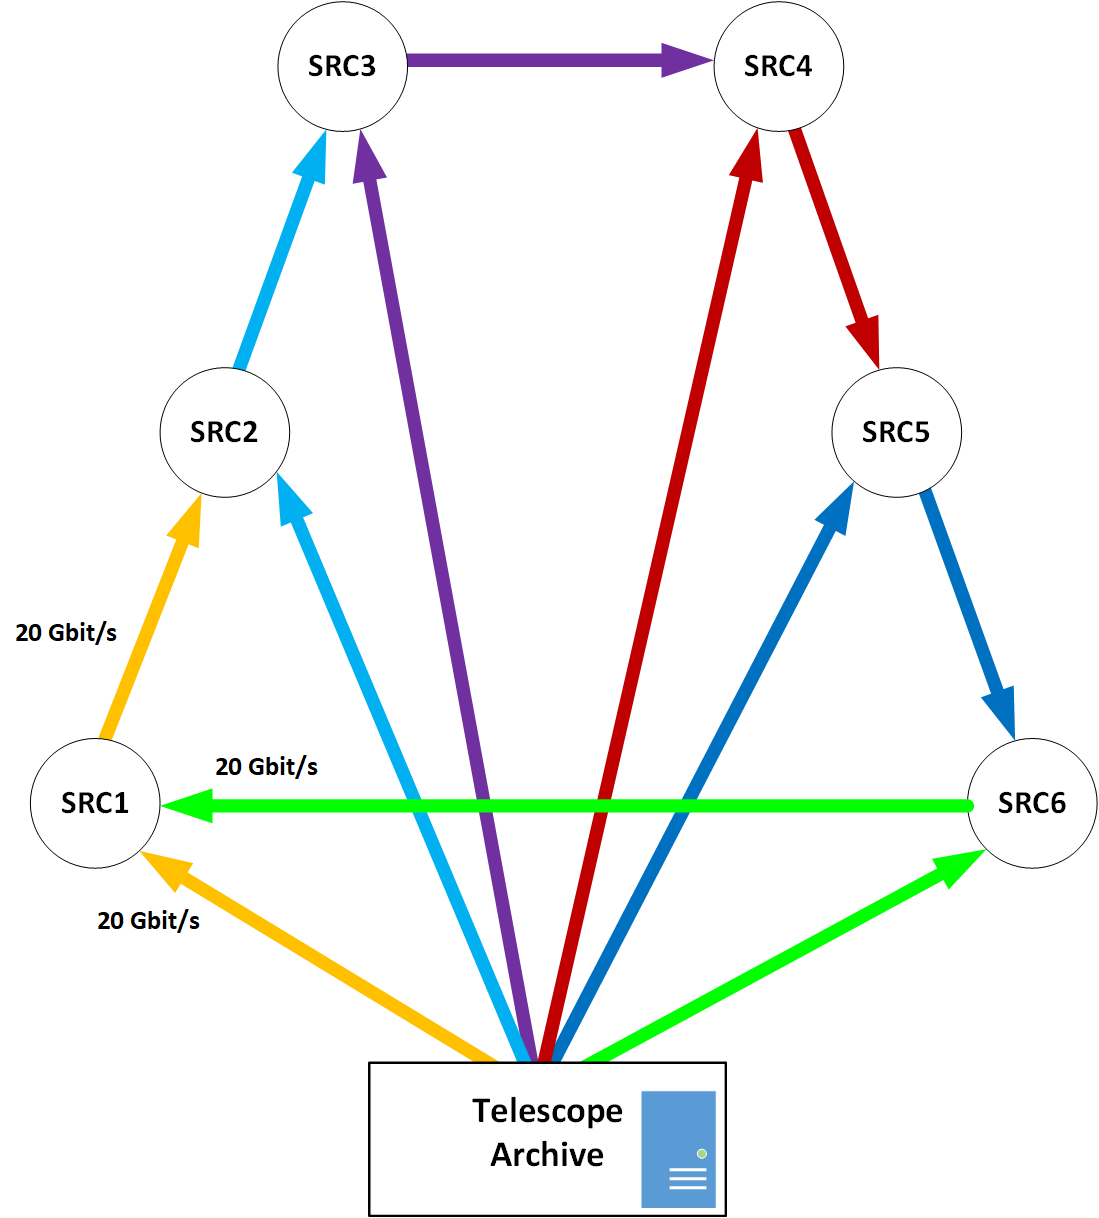 SRC3
SRC4
SRC2
SRC5
20 Gbit/s
20 Gbit/s
SRC1
SRC6
20 Gbit/s
Telescope
Archive